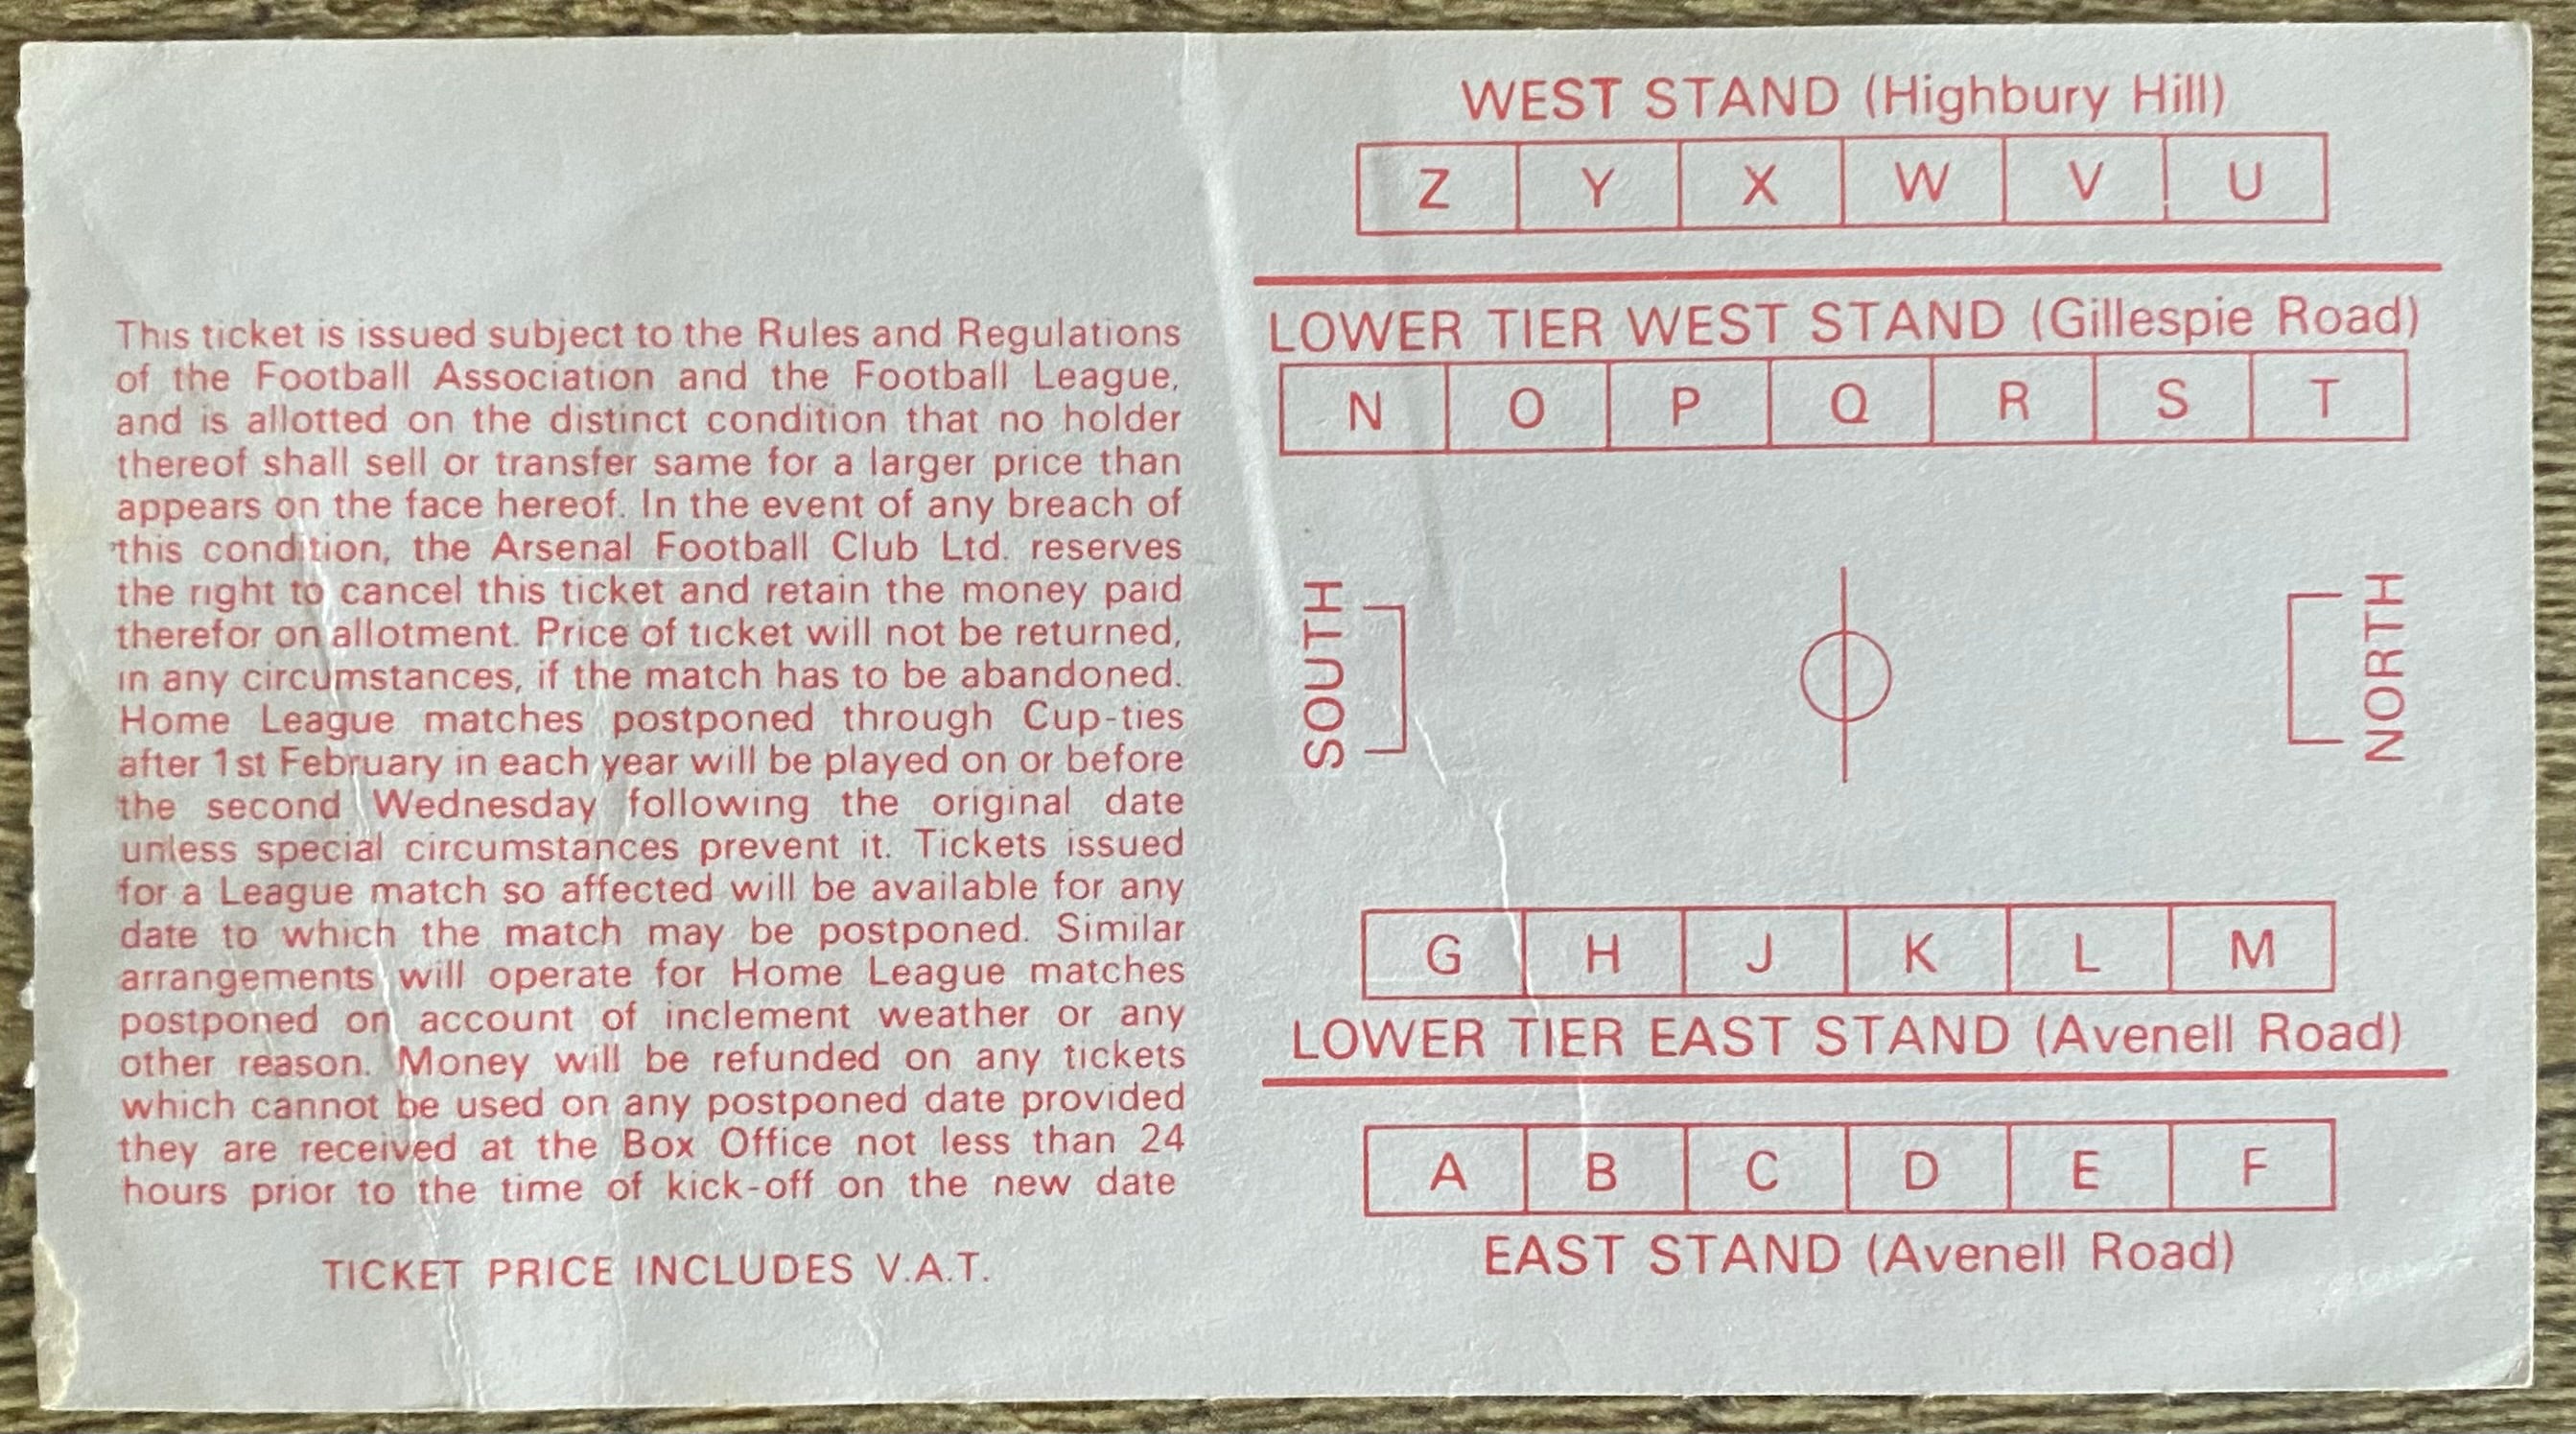 This ticket is issued subject to the Rules and Regulations
of the Football Association and the Football League,
and is allotted on the distinct condition that no holder
thereof shall sell or transfer same for a larger price than
appears on the face hereof. In the event of any breach of
this condition, the Arsenal Football Club Ltd. reserves
the right to cancel this ticket and retain the money paid
therefor on allotment. Price of ticket will not be returned,
in any circumstances, if the match has to be abandoned.
Home League matches postponed through Cup-ties
after 1st February in each year will be played on or before
the second Wednesday following the original date
unless special circumstances prevent it. Tickets issued
for a League match so affected will be available for any
date to which the match may be postponed. Similar
arrangements will operate for Home League matches
postponed on account of inclement weather or any
other reason. Money will be refunded on any tickets
which cannot be used on any postponed date provided
they are received at the Box Office not less than 24
hours prior to the time of kick-off on the new date
TICKET PRICE INCLUDES V.A.T.
WEST STAND (Highbury Hill)
Z Y X W V U
LOWER TIER WEST STAND (Gillespie Road)
N O P Q R S T
SOUTH
NORTH
G H J K L M
LOWER TIER EAST STAND (Avenell Road)
A B C D E F
EAST STAND (Avenell Road)